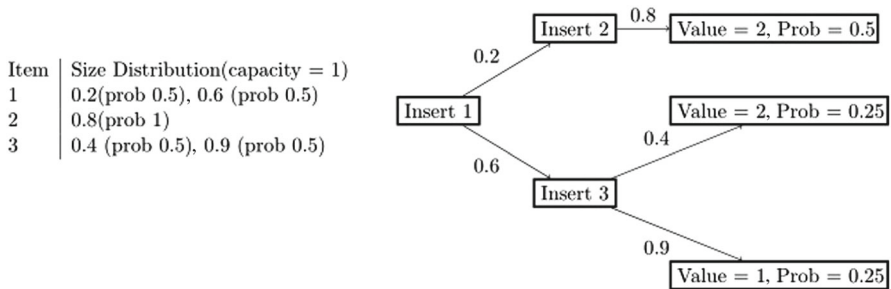 Item Size Distribution(capacity = 1)
1 0.2(prob 0.5), 0.6 (prob 0.5)
2 0.8(prob 1)
3 0.4 (prob 0.5), 0.9 (prob 0.5)
Insert 1
0.2
Insert 2
0.8
Value = 2, Prob = 0.5
0.6
Insert 3
0.4
Value = 2, Prob = 0.25
0.9
Value = 1, Prob = 0.25